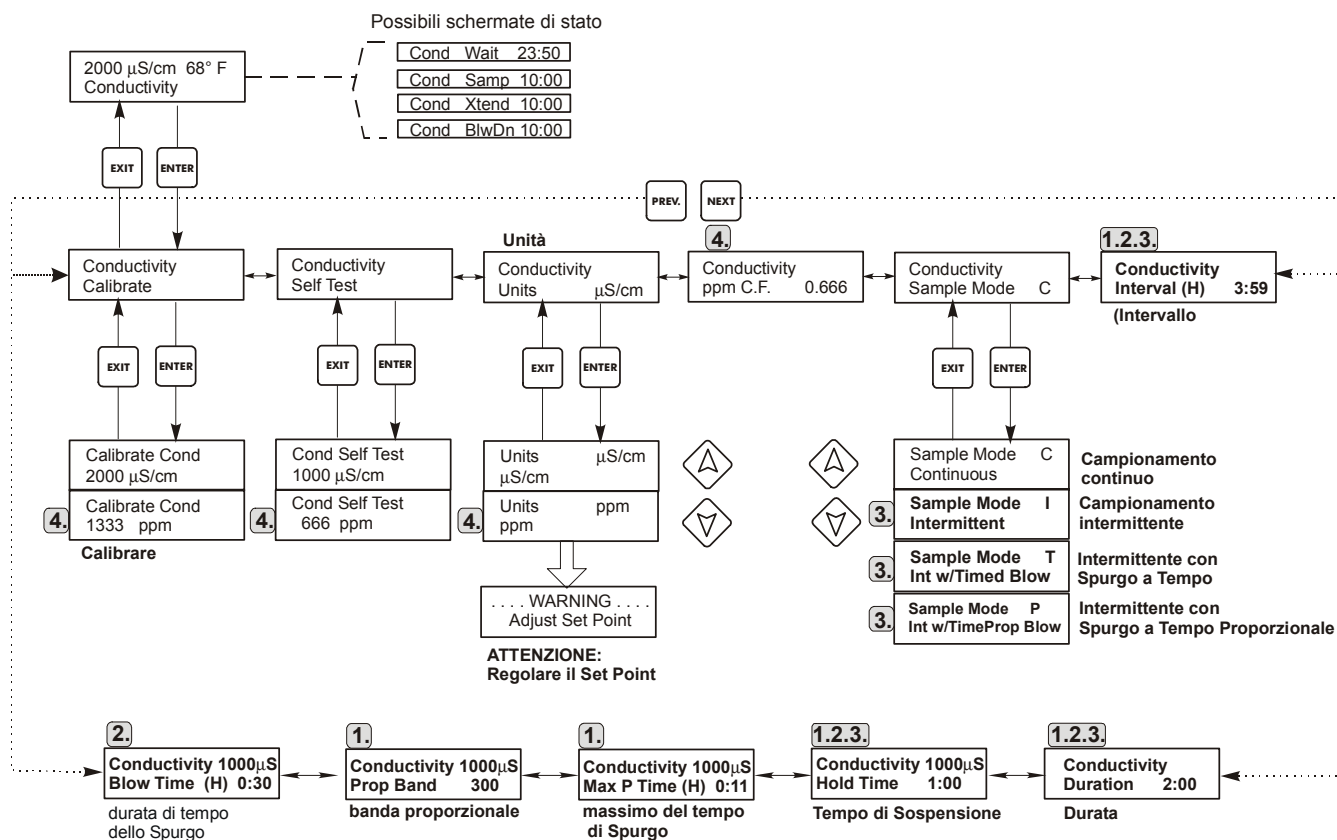 Possibili schermate di stato
2000 µS/cm 68° F
Conductivity
Cond Wait 23:50
Cond Samp 10:00
Cond Xtend 10:00
Cond BlwDn 10:00
EXIT
ENTER
PREV.
NEXT
Conductivity
Calibrate
Conductivity
Self Test
Unità
Conductivity
Units µS/cm
4.
Conductivity
ppm C.F. 0.666
Conductivity
Sample Mode C
1.2.3.
Conductivity
Interval (H) 3:59
(Intervallo
EXIT
ENTER
EXIT
ENTER
EXIT
ENTER
EXIT
ENTER
Calibrate Cond
2000 µS/cm
4.
Calibrate Cond
1333 ppm
Calibrare
Cond Self Test
1000 µS/cm
4.
Cond Self Test
666 ppm
Units µS/cm
µS/cm
4.
Units ppm
ppm
. . . . WARNING . . . .
Adjust Set Point
ATTENZIONE:
Regolare il Set Point
Sample Mode C
Continuous
Campionamento
continuo
3.
Sample Mode I
Intermittent
Campionamento
intermittente
3.
Sample Mode T
Int w/Timed Blow
Intermittente con
Spurgo a Tempo
3.
Sample Mode P
Int w/TimeProp Blow
Intermittente con
Spurgo a Tempo Proporzionale
2.
Conductivity 1000µS
Blow Time (H) 0:30
durata di tempo
dello Spurgo
1.
Conductivity 1000µS
Prop Band 300
banda proporzionale
1.
Conductivity 1000µS
Max P Time (H) 0:11
massimo del tempo
di Spurgo
1.2.3.
Conductivity 1000µS
Hold Time 1:00
Tempo di Sospensione
1.2.3.
Conductivity
Duration 2:00
Durata